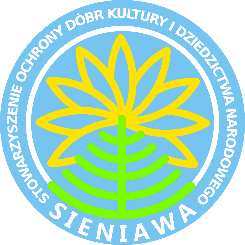 STOWARZYSZENIE OCHRONY DÓBR KULTURY I DZIEDZICTWA NARODOWEGO
SIENIAWA